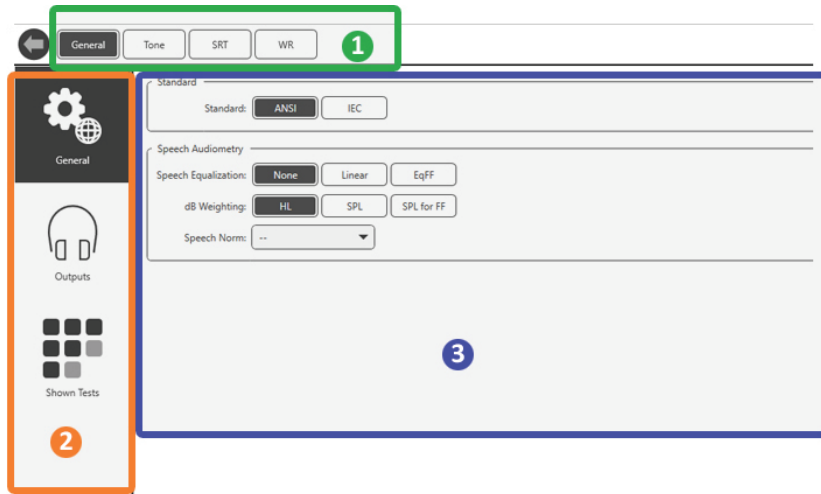 General Tone SRT WR 1
Standard
Standard: ANSI IEC
General
Speech Audiometry
Speech Equalization: None Linear EqFF
dB Weighting: HL SPL SPL for FF
Speech Norm: --
Outputs
Shown Tests
3
2